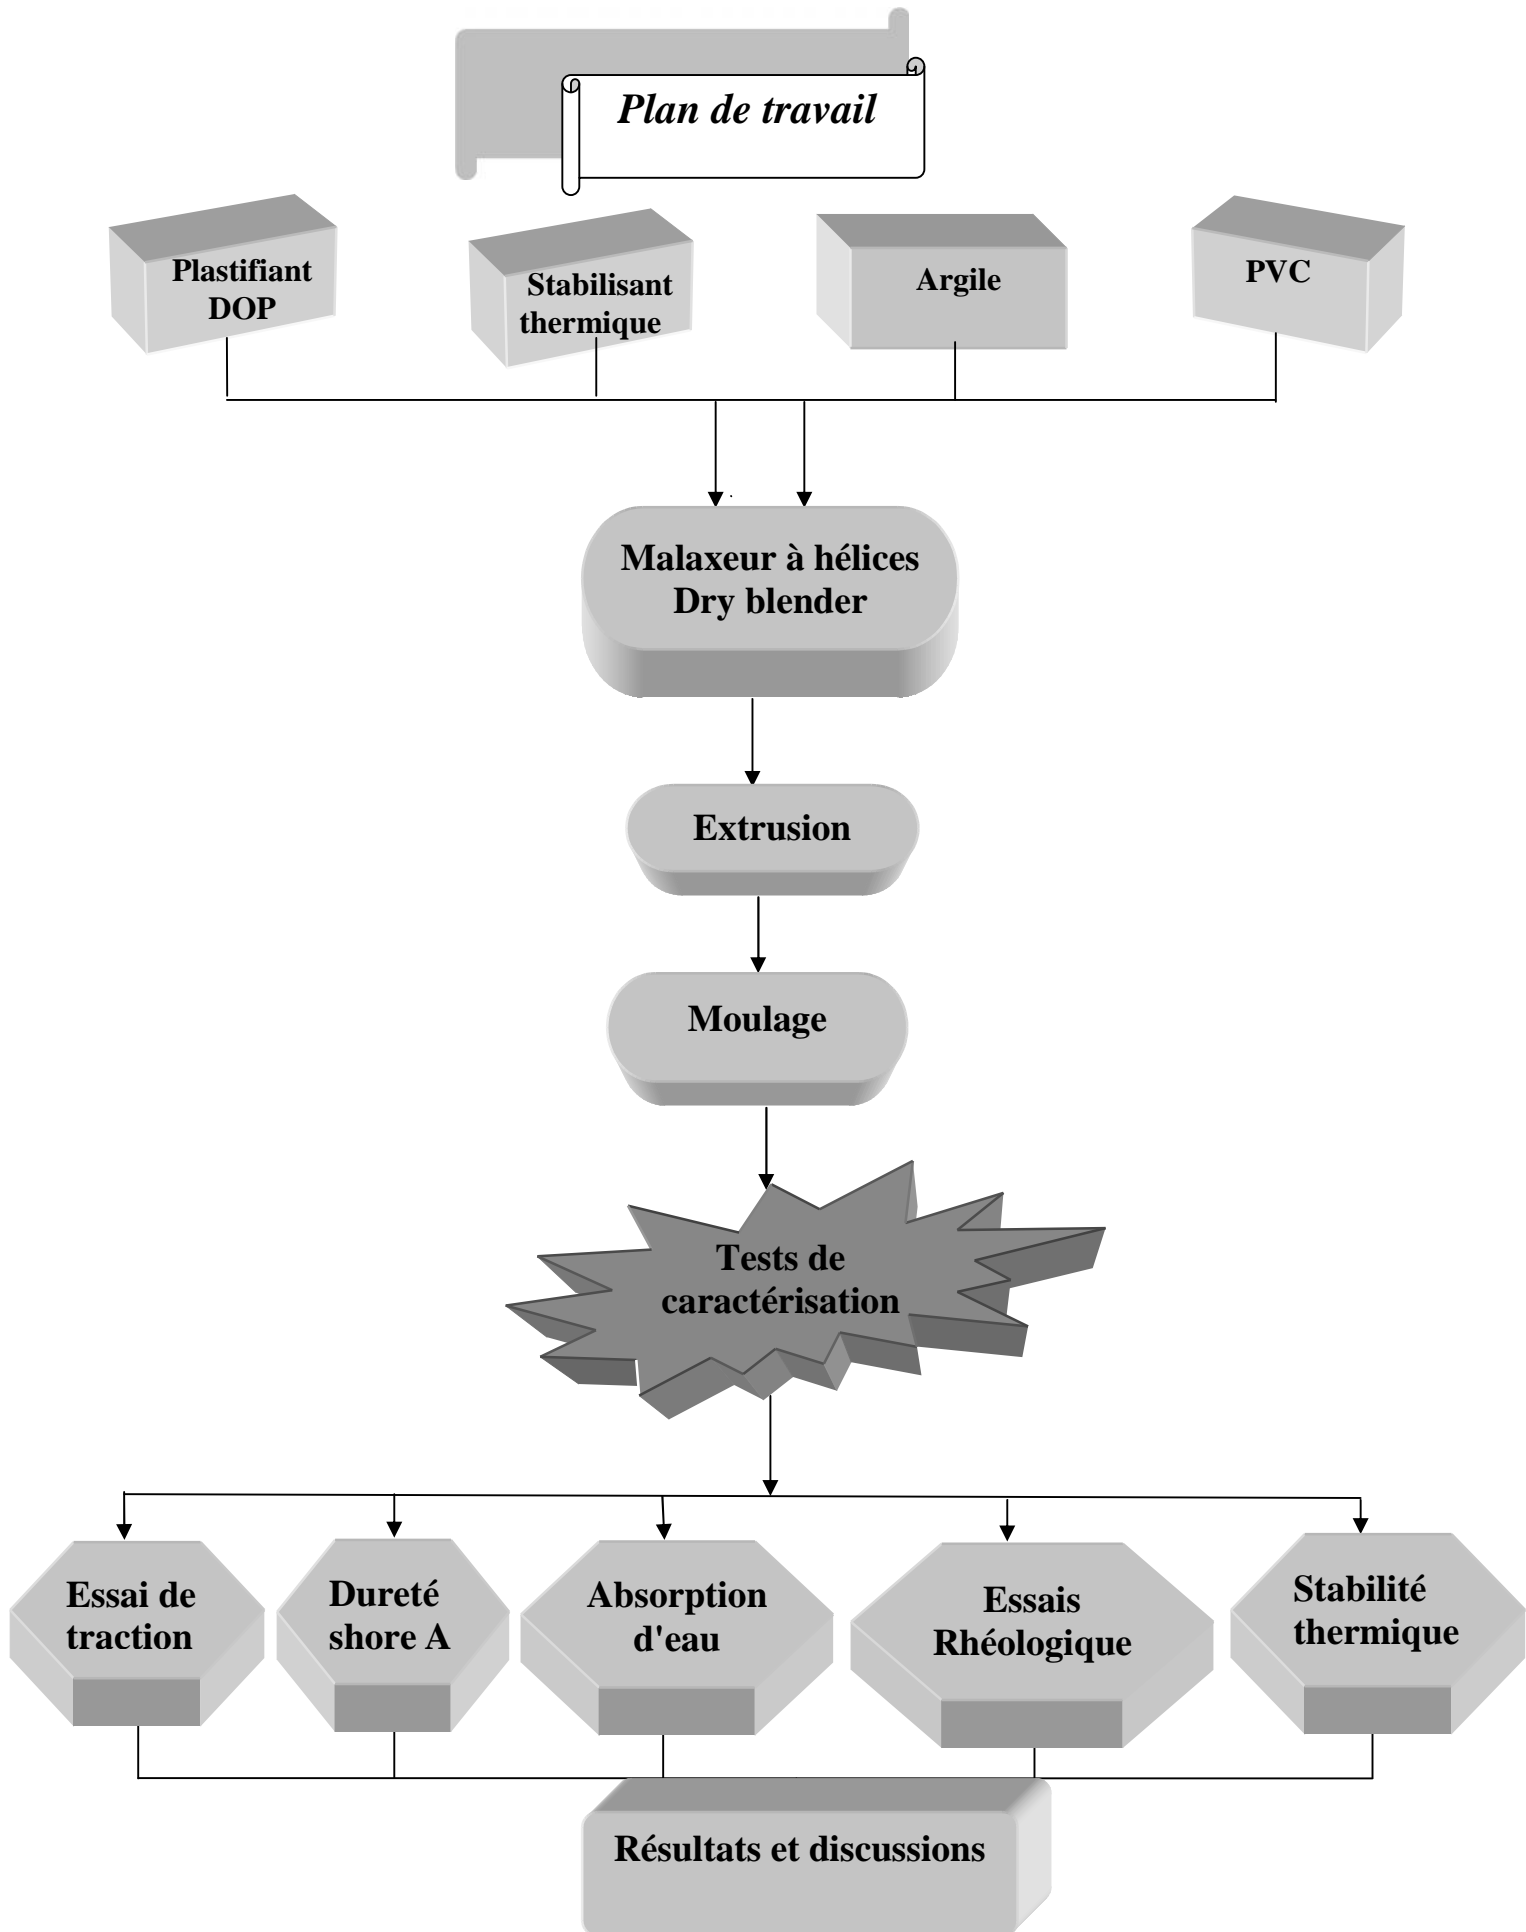 Plan de travail
Plastifiant
DOP
Stabilisant
thermique
Argile
PVC
Malaxeur à hélices
Dry blender
Extrusion
Moulage
Tests de
caractérisation
Essai de
traction
Dureté
shore A
Absorption
d'eau
Essais
Rhéologique
Stabilité
thermique
Résultats et discussions